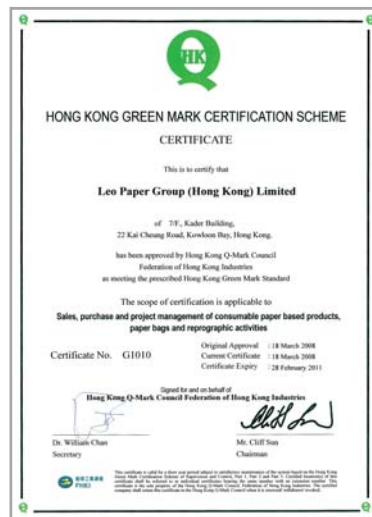 HK
HONG KONG GREEN MARK CERTIFICATION SCHEME
CERTIFICATE
This is to certify that
Leo Paper Group (Hong Kong) Limited
of 7/F., Kader Building,
22 Kai Cheung Road, Kowloon Bay, Hong Kong.
has been approved by Hong Kong Q-Mark Council
Federation of Hong Kong Industries
as meeting the prescribed Hong Kong Green Mark Standard
The scope of certification is applicable to
Sales, purchase and project management of consumable paper based products,
paper bags and reprographic activities
Original Approval : 18 March 2008
Certificate No. G1010 Current Certificate : 18 March 2008
Certificate Expiry : 28 February 2011
Signed for and on behalf of
Hong Kong Q-Mark Council Federation of Hong Kong Industries
Dr. William Chan
Secretary
Mr. Cliff Sun
Chairman